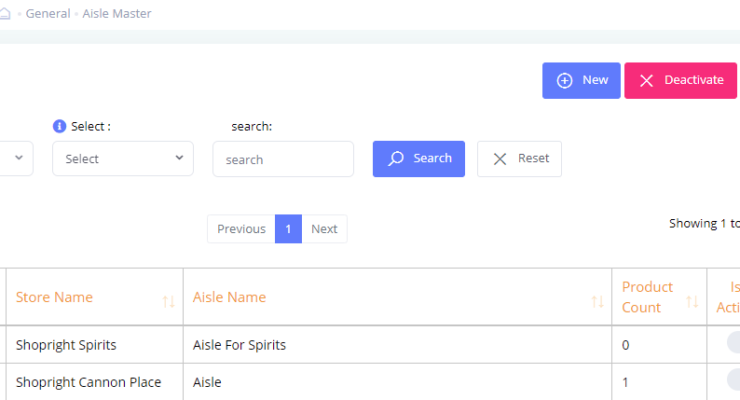 General Aisle Master
New Deactivate
Select : search:
Select search Search Reset
Previous 1 Next
Showing 1 to
Store Name Aisle Name Product Count Is
Shopright Spirits Aisle For Spirits 0
Shopright Cannon Place Aisle 1